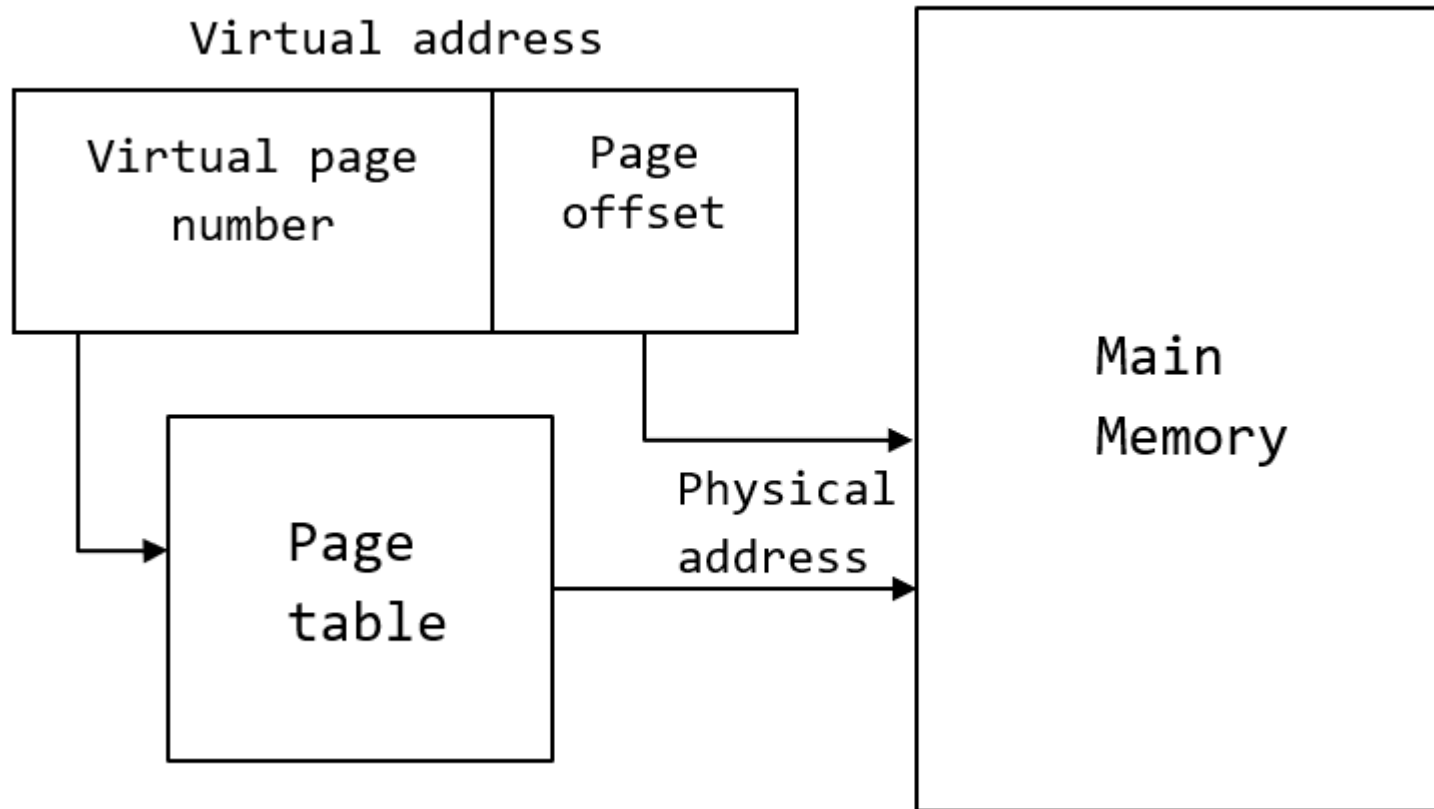 Virtual address
Virtual page
number
Page
offset
Main
Memory
Physical
address
Page
table